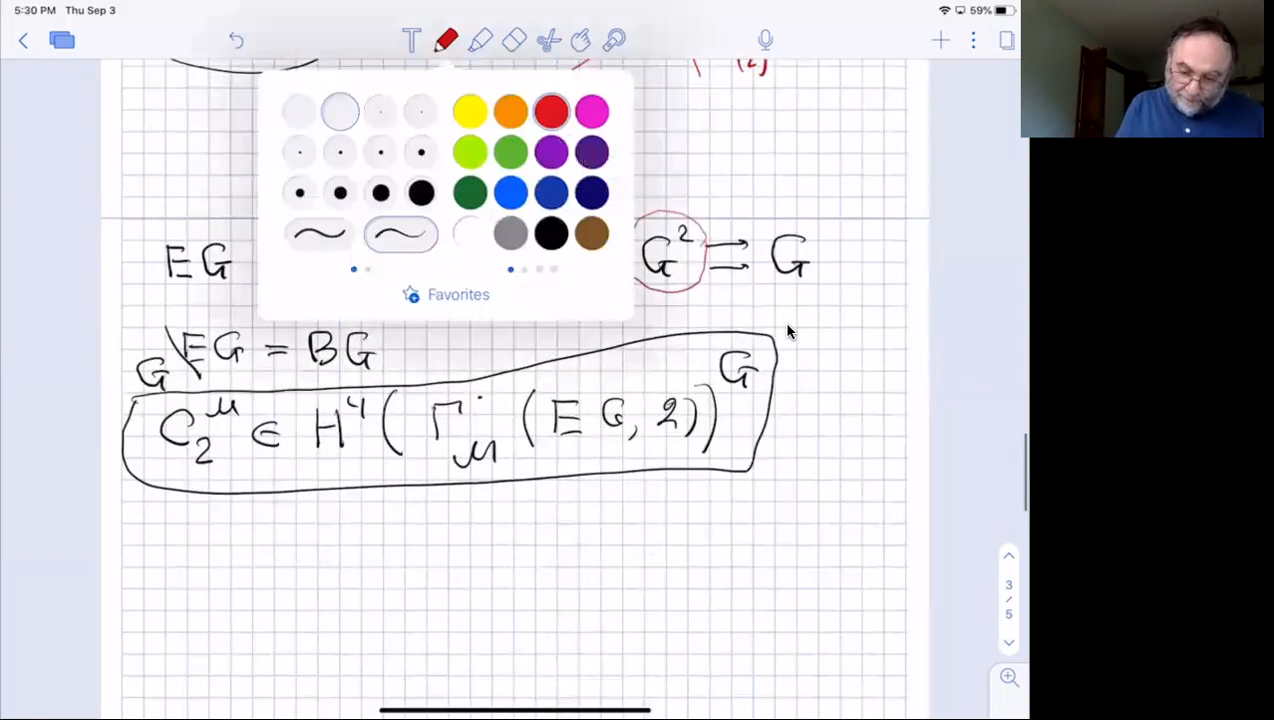 5:30 PM Thu Sep 3
59%
T
(2)
EG G² ⇉ G
G\EG = BG
C₂^μ ∈ H⁴(Γ˙_μ(EG, 2))^G
Favorites
3
/
5